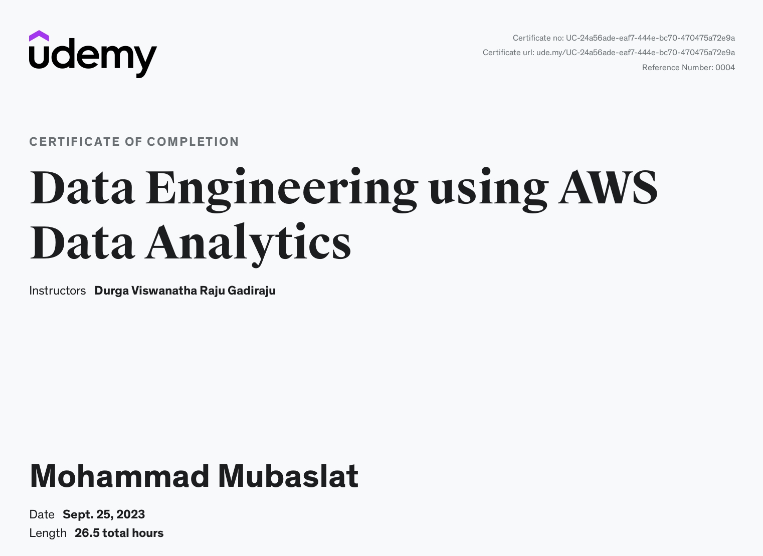 udemy
Certificate no: UC-24a56ade-eaf7-444e-bc70-470475a72e9a
Certificate url: ude.my/UC-24a56ade-eaf7-444e-bc70-470475a72e9a
Reference Number: 0004
CERTIFICATE OF COMPLETION
Data Engineering using AWS
Data Analytics
Instructors Durga Viswanatha Raju Gadiraju
Mohammad Mubaslat
Date Sept. 25, 2023
Length 26.5 total hours